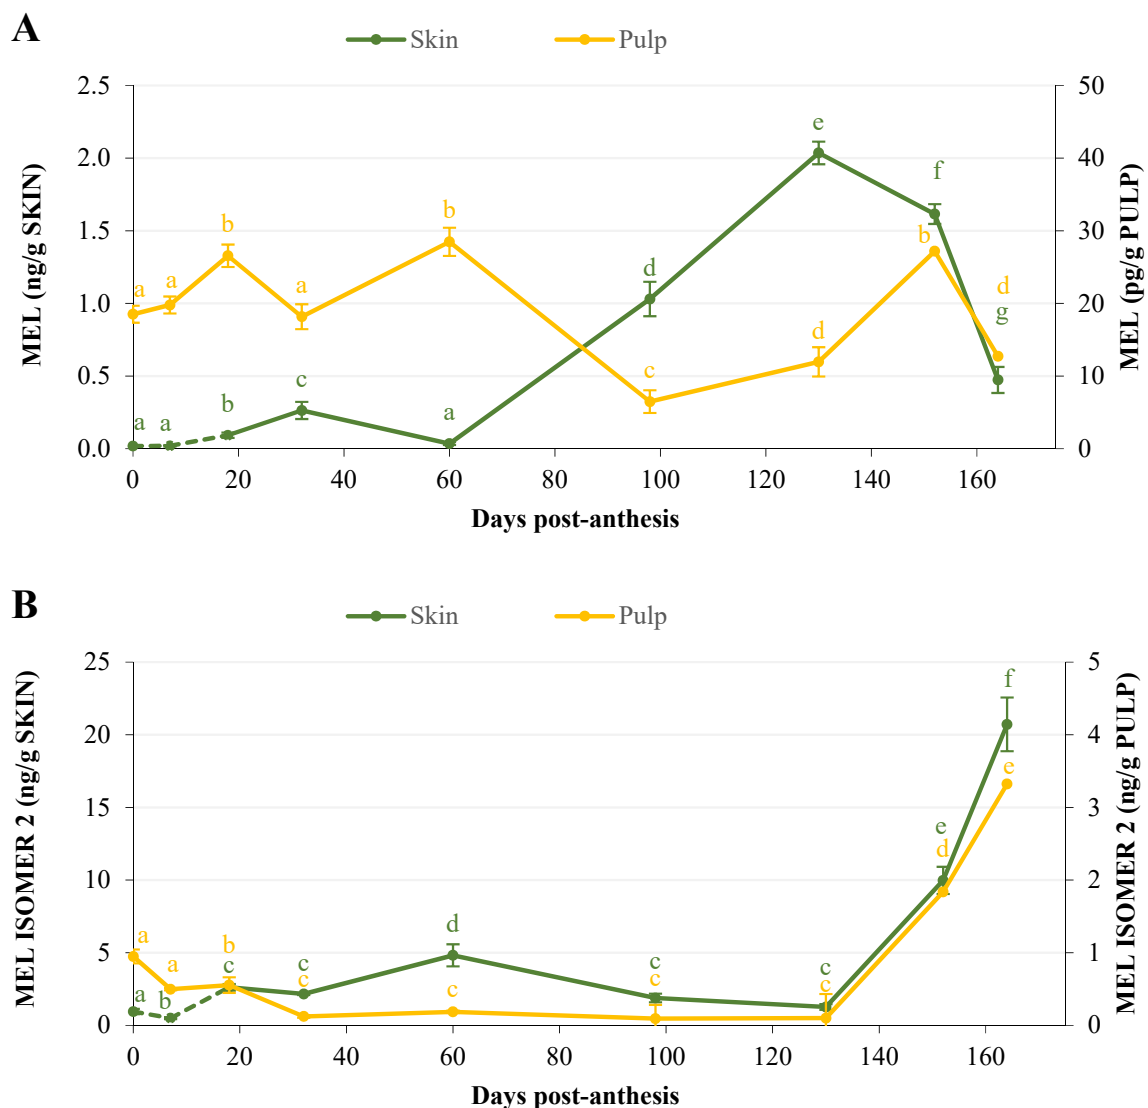 A
Skin Pulp
2.5 50
2.0 40
1.5 30
1.0 20
0.5 10
0.0 0
MEL (ng/g SKIN)
MEL (pg/g PULP)
a a b a b c d b d
a a b c a d e f g
0 20 40 60 80 100 120 140 160
Days post-anthesis
B
Skin Pulp
25 5
20 4
15 3
10 2
5 1
0 0
MEL ISOMER 2 (ng/g SKIN)
MEL ISOMER 2 (ng/g PULP)
a a b c c c c d e
a b c c d c c e f
0 20 40 60 80 100 120 140 160
Days post-anthesis